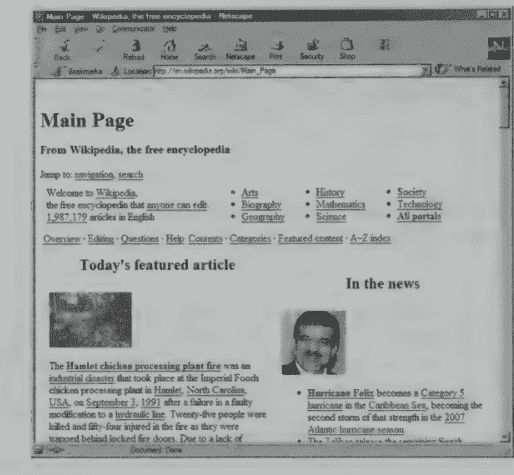 Main Page - Wikipedia, the free encyclopedia - Netscape
File Edit View Go Communicator Help
Back Reload Home Search Netscape Print Security Shop
Bookmarks Location: http://en.wikipedia.org/wiki/Main_Page What's Related
Main Page
From Wikipedia, the free encyclopedia
Jump to: navigation, search
Welcome to Wikipedia,
the free encyclopedia that anyone can edit.
1,987,179 articles in English
• Arts
• Biography
• Geography
• History
• Mathematics
• Science
• Society
• Technology
• All portals
Overview · Editing · Questions · Help Contents · Categories · Featured content · A–Z index
Today's featured article
The Hamlet chicken processing plant fire was an
industrial disaster that took place at the Imperial Foods
chicken processing plant in Hamlet, North Carolina,
USA, on September 3, 1991 after a failure in a faulty
modification to a hydraulic line. Twenty-five people were
killed and fifty-four injured in the fire as they were
trapped behind locked fire doors. Due to a lack of
In the news
• Hurricane Felix becomes a Category 5
hurricane in the Caribbean Sea, becoming the
second storm of that strength in the 2007
Atlantic hurricane season.
• The Taliban release the remaining South
Document: Done